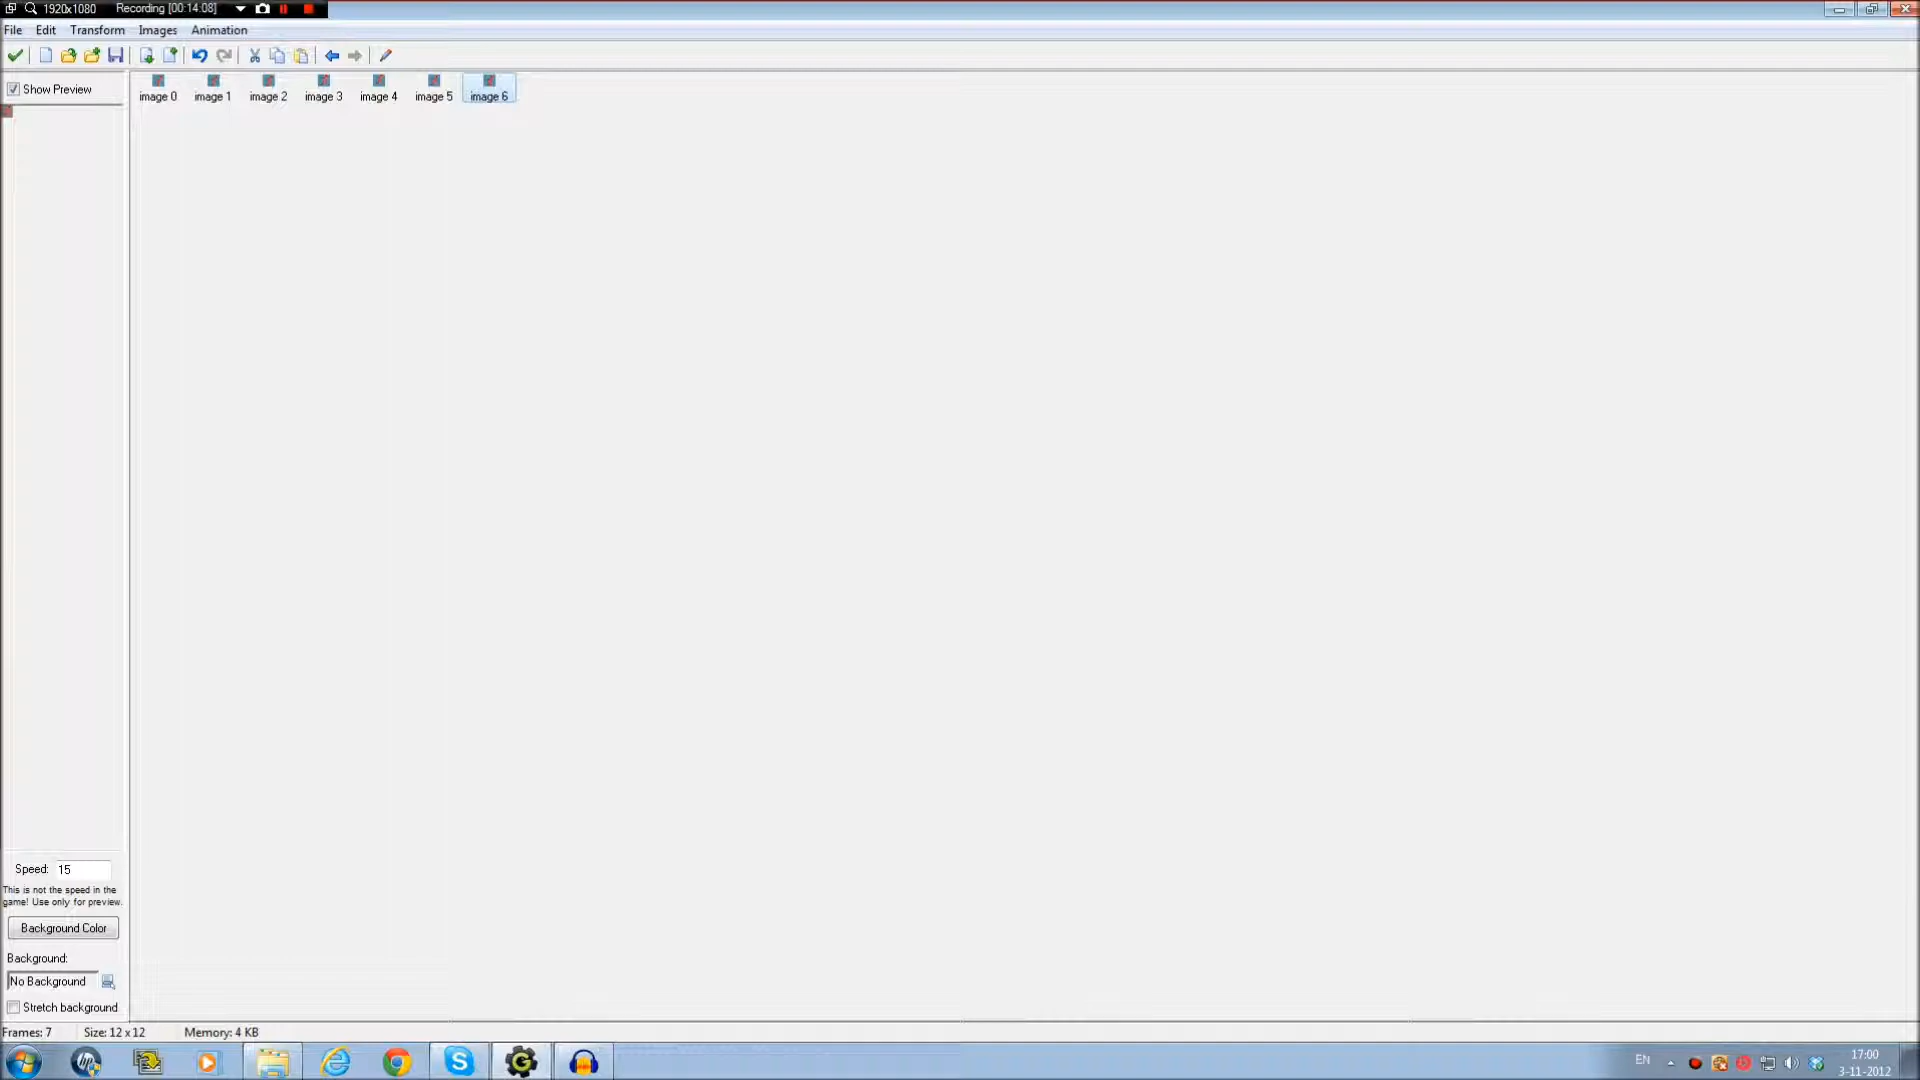 1920x1080 Recording [00:14:08]
File Edit Transform Images Animation
Show Preview
image 0 image 1 image 2 image 3 image 4 image 5 image 6
Speed: 15
This is not the speed in the
game! Use only for preview.
Background Color
Background:
No Background
Stretch background
Frames: 7 Size: 12 x 12 Memory: 4 KB
EN
17:00
3-11-2012